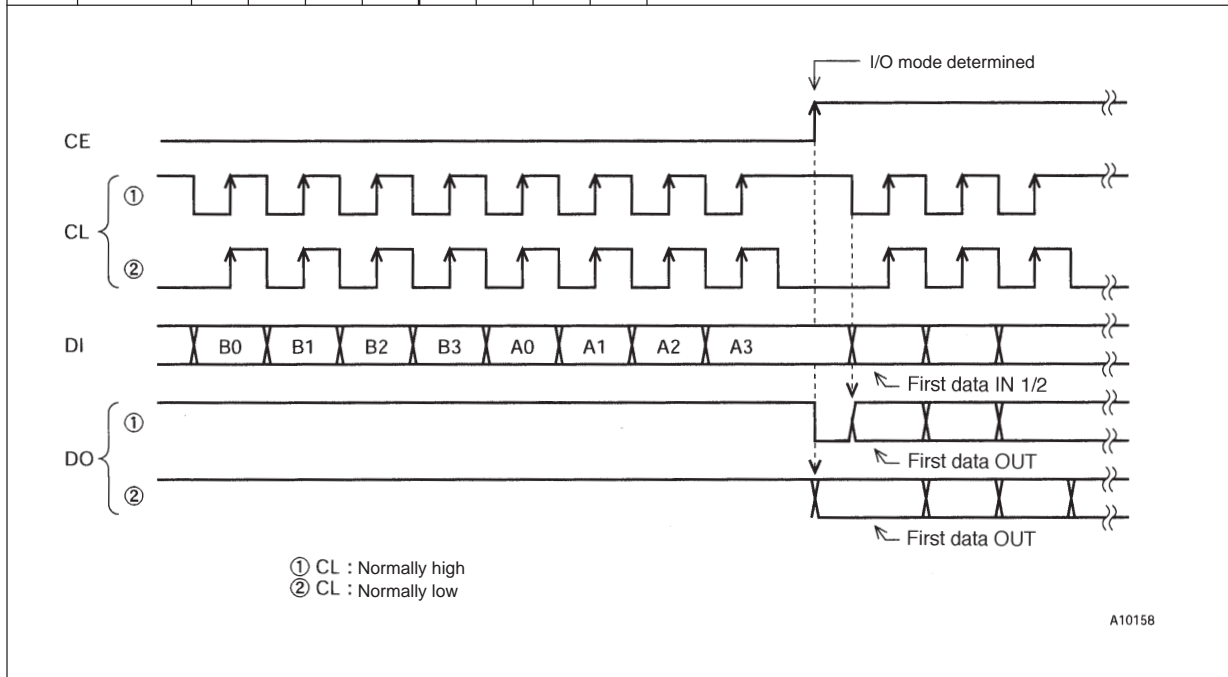 I/O mode determined
CE
①
CL
②
DI B0 B1 B2 B3 A0 A1 A2 A3
First data IN 1/2
①
First data OUT
DO
②
First data OUT
① CL : Normally high
② CL : Normally low
A10158